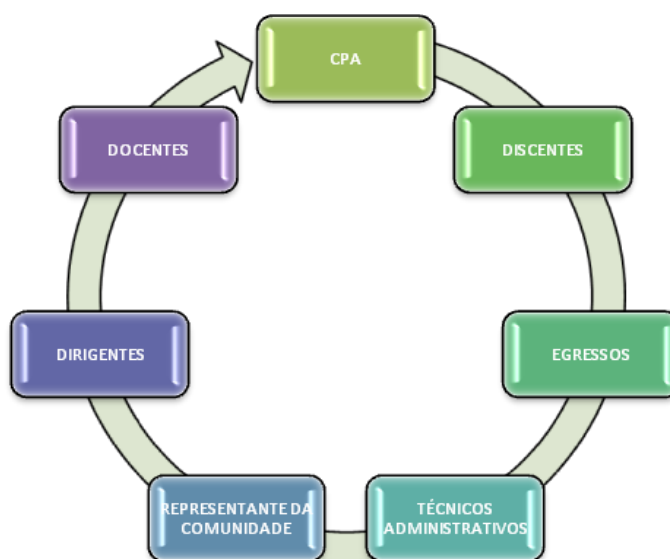 CPA
DISCENTES
EGRESSOS
TÉCNICOS
ADMINISTRATIVOS
REPRESENTANTE DA
COMUNIDADE
DIRIGENTES
DOCENTES